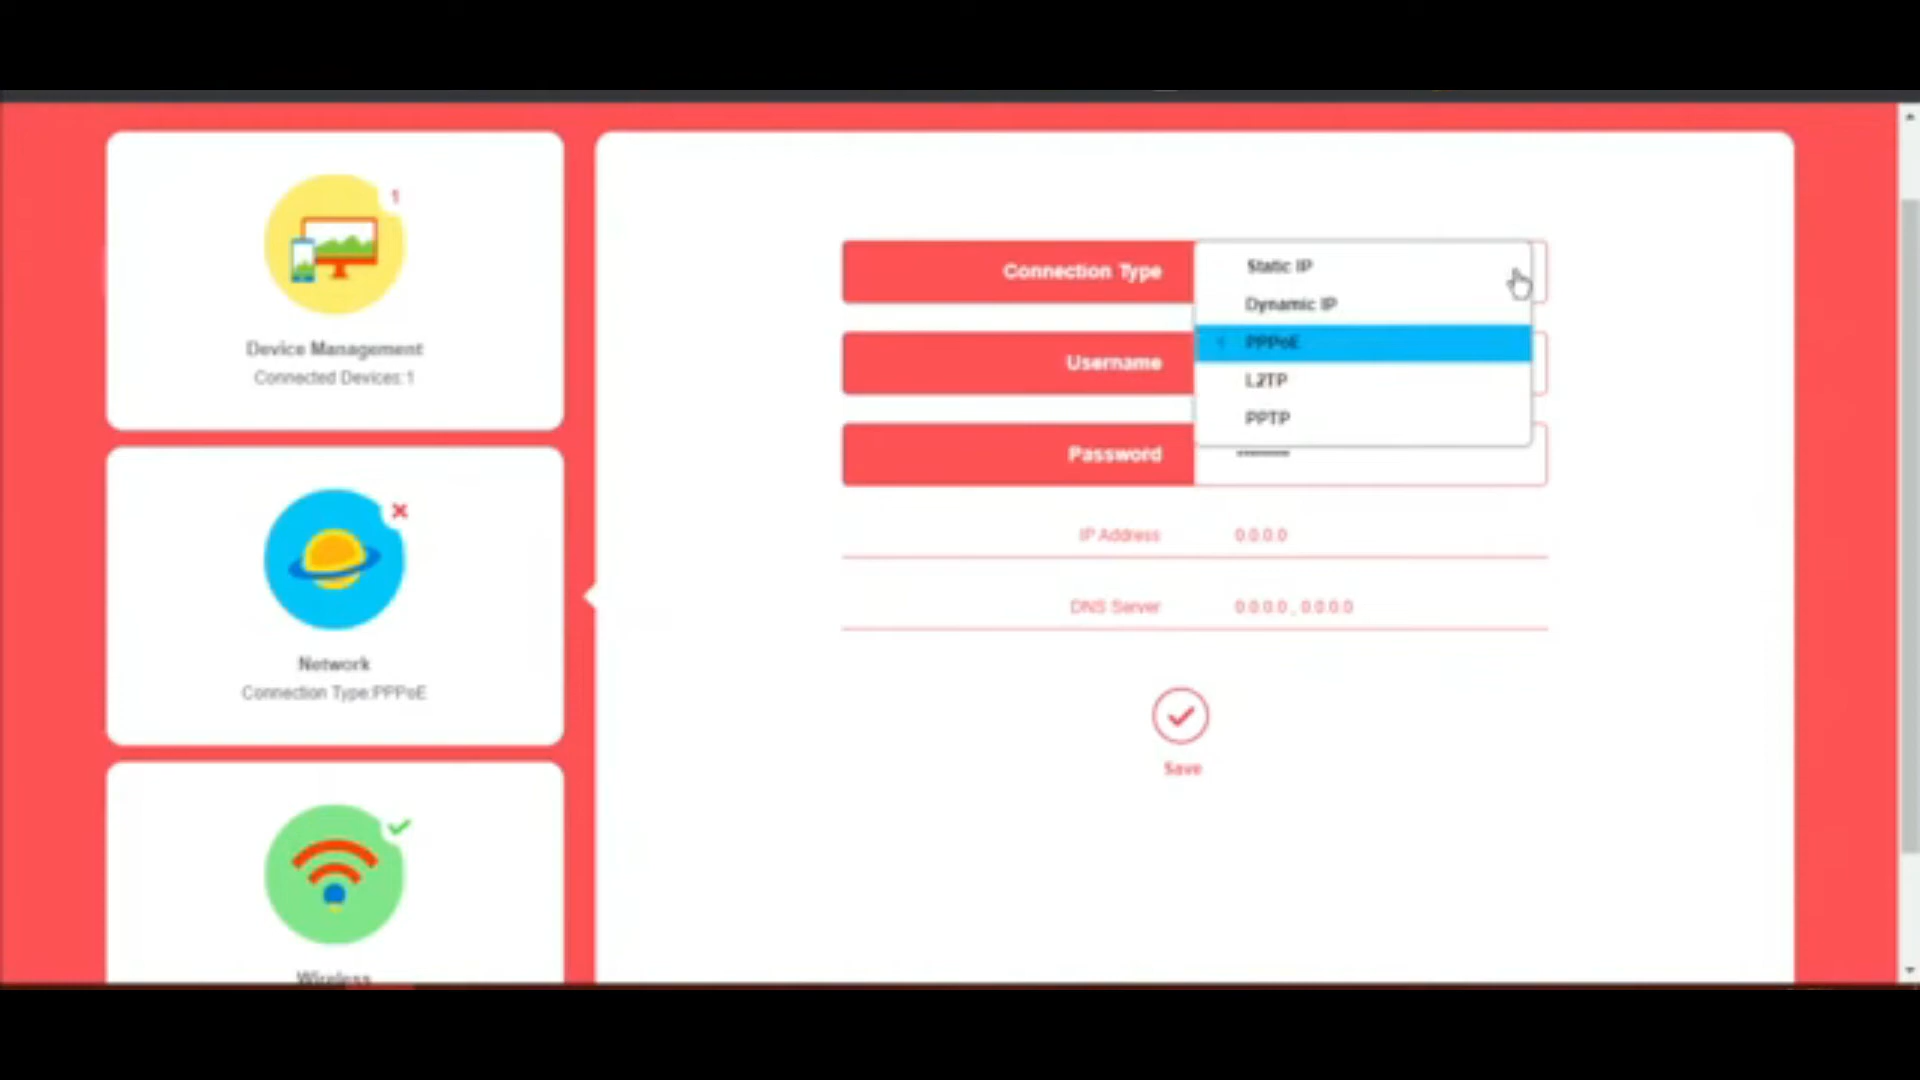 1
Device Management
Connected Devices:1
Network
Connection Type:PPPoE
Wireless
Connection Type
Static IP
Dynamic IP
PPPoE
L2TP
PPTP
Username
Password
IP Address 0.0.0.0
DNS Server 0.0.0.0 , 0.0.0.0
Save